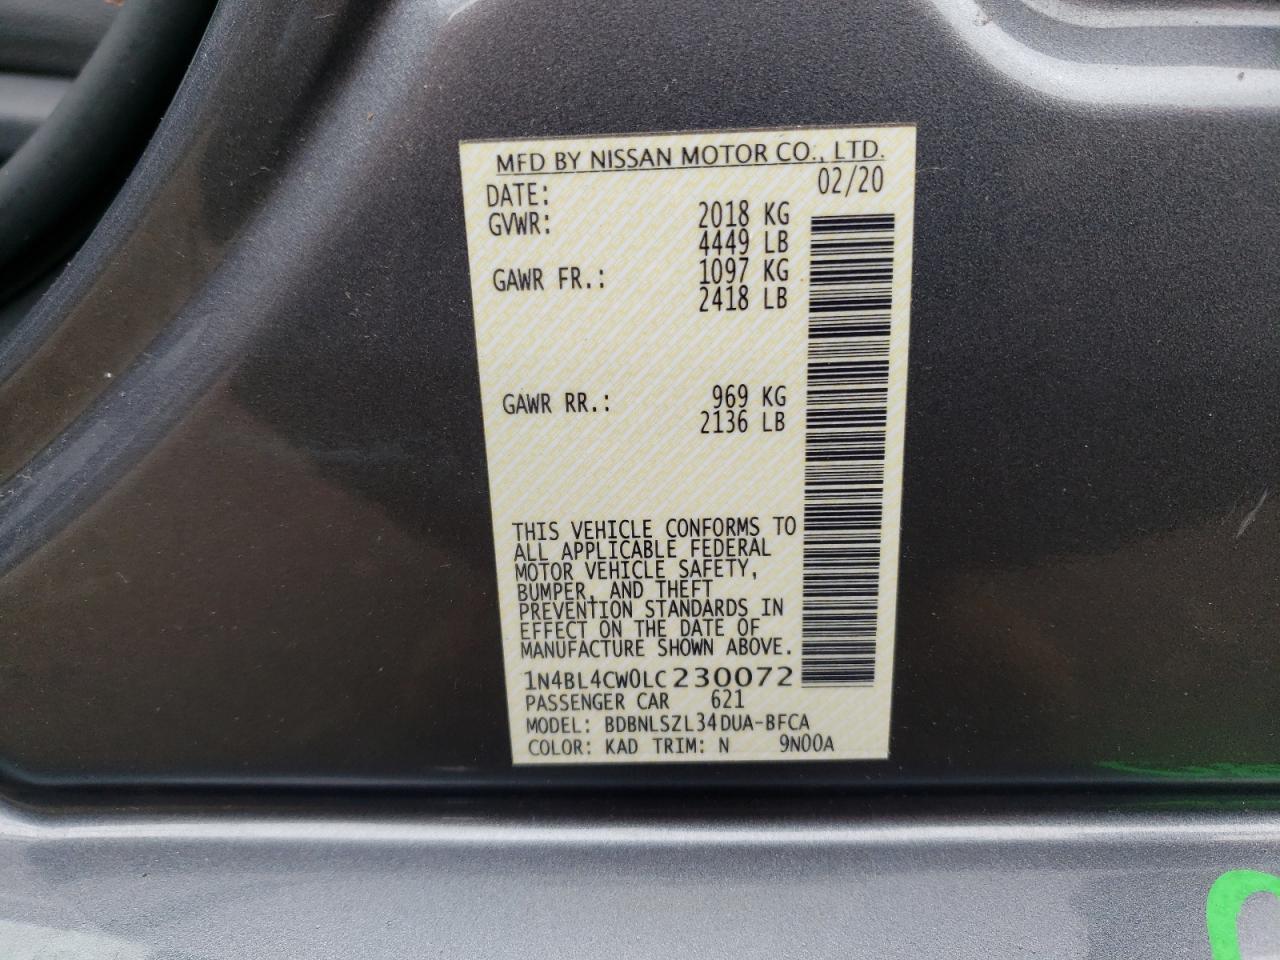 MFD BY NISSAN MOTOR CO., LTD.
DATE: 02/20
GVWR: 2018 KG
4449 LB
GAWR FR.: 1097 KG
2418 LB
GAWR RR.: 969 KG
2136 LB
THIS VEHICLE CONFORMS TO
ALL APPLICABLE FEDERAL
MOTOR VEHICLE SAFETY,
BUMPER, AND THEFT
PREVENTION STANDARDS IN
EFFECT ON THE DATE OF
MANUFACTURE SHOWN ABOVE.
1N4BL4CW0LC230072
PASSENGER CAR 621
MODEL: BDBNLSZL34DUA-BFCA
COLOR: KAD TRIM: N 9N00A